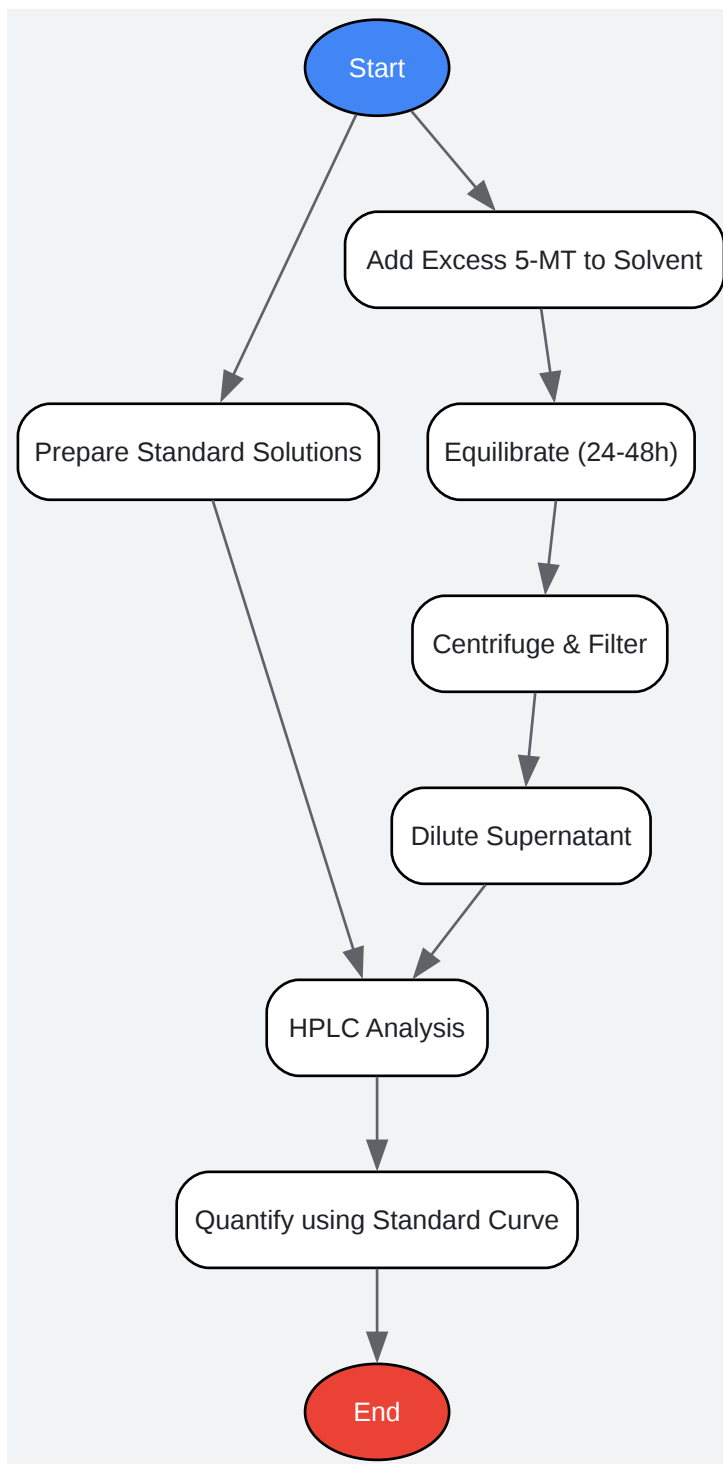 Start
Add Excess 5-MT to Solvent
Prepare Standard Solutions
Equilibrate (24-48h)
Centrifuge & Filter
Dilute Supernatant
HPLC Analysis
Quantify using Standard Curve
End